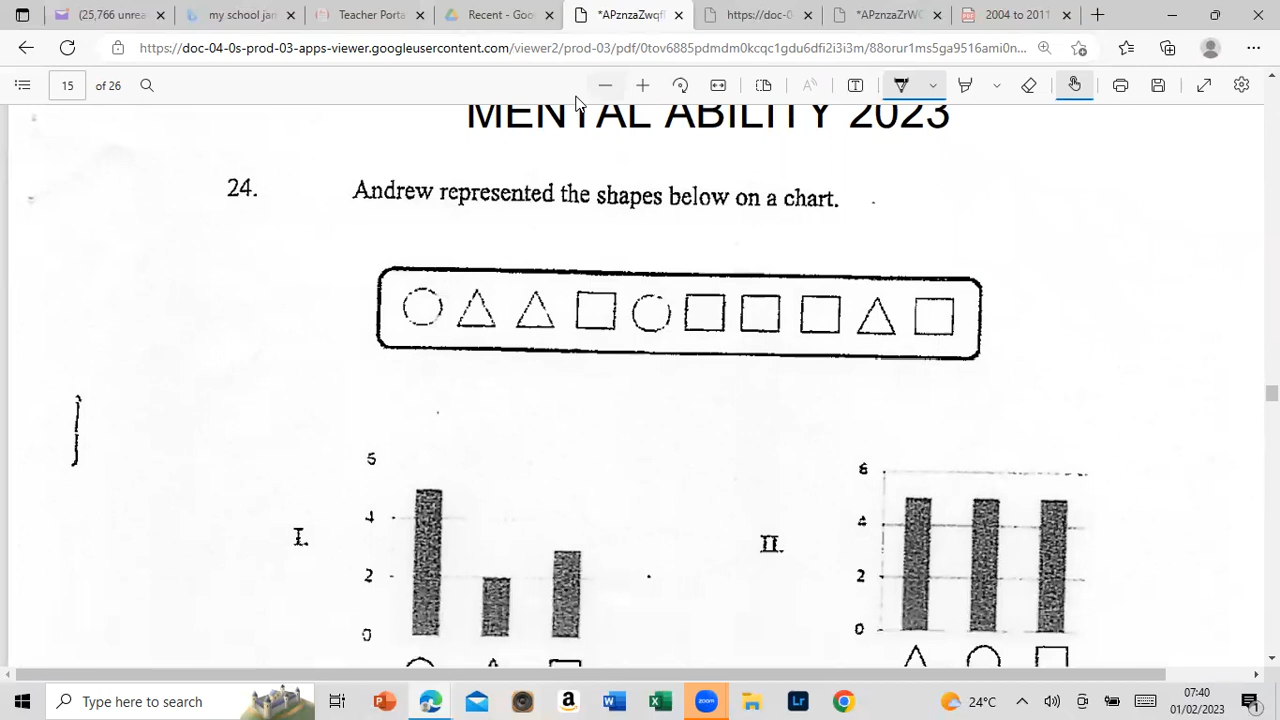 (25,766 unrea
my school jan
Teacher Porta
Recent - Goo
*APznzaZwqfl
https://doc-0
*APznzaZrWC
2004 to 2011
https://doc-04-0s-prod-03-apps-viewer.googleusercontent.com/viewer2/prod-03/pdf/0tov6885pdmdm0kcqc1gdu6dfi2i3i3m/88orur1ms5ga9516ami0n...
15 of 26
MENTAL ABILITY 2023
24. Andrew represented the shapes below on a chart.
I.
5
4
2
0
II.
6
4
2
0
Type here to search
zoom
24°C
07:40
01/02/2023